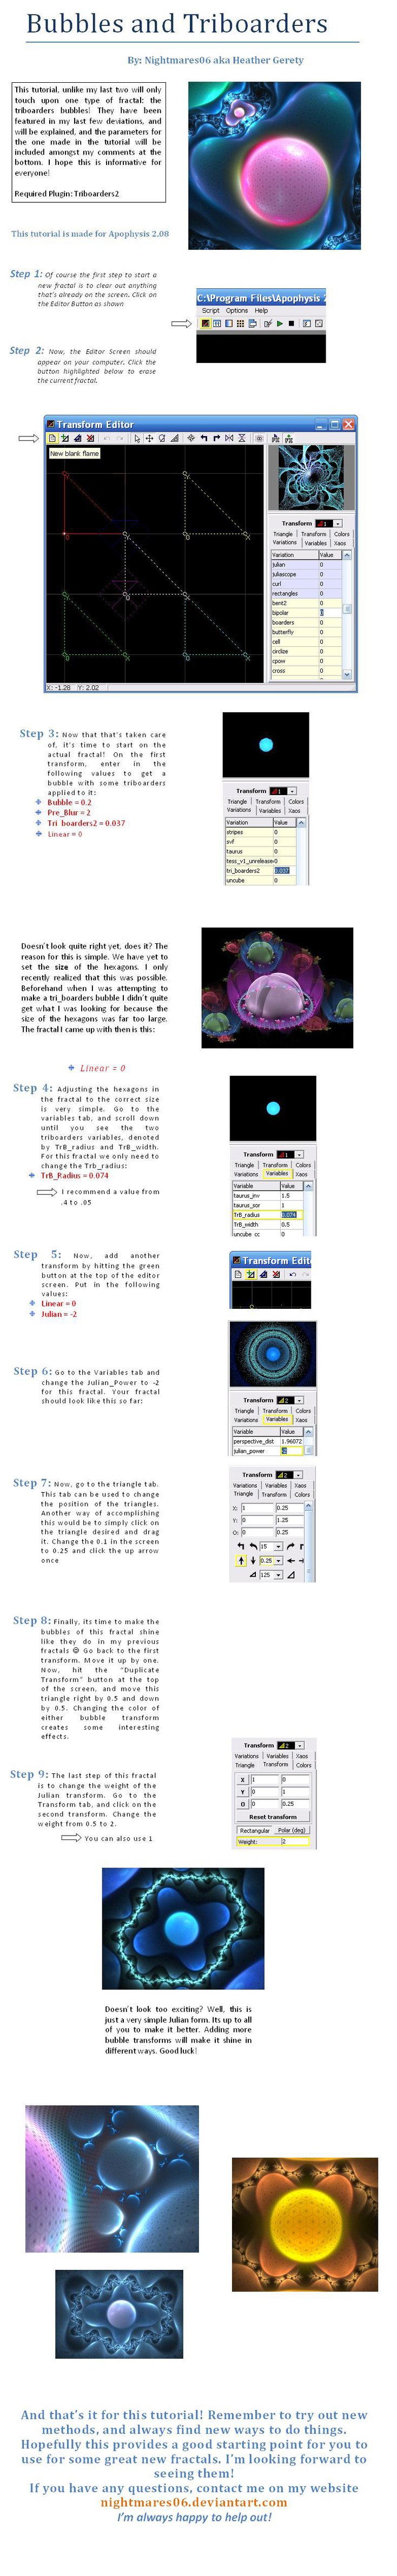 Bubbles and Triboarders
By: Nightmares06 aka Heather Gerety
This tutorial, unlike my last two will only
touch upon one type of fractal: the
triboarders bubbles! They have been
featured in my last few deviations, and
will be explained, and the parameters for
the one made in the tutorial will be
included amongst my comments at the
bottom. I hope this is informative for
everyone!
Required Plugin: Triboarders2
This tutorial is made for Apophysis 2.08
Step 1: Of course the first step to start a
new fractal is to clear out anything
that's already on the screen. Click on
the Editor Button as shown
C:\Program Files\Apophysis 2
Script Options Help
Step 2: Now, the Editor Screen should
appear on your computer. Click the
button highlighted below to erase
the current fractal.
Transform Editor
New blank flame
Transform 1
Triangle Transform Colors
Variations Variables Xaos
Variation Value
julian 0
juliascope 0
curl 0
rectangles 0
bent2 0
bipolar 0
boarders 0
butterfly 0
cell 0
circlize 0
cpow 0
cross 0
X: -1.28 Y: 2.02
Step 3: Now that that's taken care
of, it's time to start on the
actual fractal! On the first
transform, enter in the
following values to get a
bubble with some triboarders
applied to it:
Bubble = 0.2
Pre_Blur = 2
Tri boarders2 = 0.037
Linear = 0
Transform 1
Triangle Transform Colors
Variations Variables Xaos
Variation Value
stripes 0
svf 0
taurus 0
tess_v1_unrelease 0
tri_boarders2 0.037
uncube 0
Doesn't look quite right yet, does it? The
reason for this is simple. We have yet to
set the size of the hexagons. I only
recently realized that this was possible.
Beforehand when I was attempting to
make a tri_boarders bubble I didn't quite
get what I was looking for because the
size of the hexagons was far too large.
The fractal I came up with then is this:
Linear = 0
Step 4: Adjusting the hexagons in
the fractal to the correct size
is very simple. Go to the
variables tab, and scroll down
until you see the two
triboarders variables, denoted
by TrB_radius and TrB_width.
For this fractal we only need to
change the Trb_radius:
TrB_Radius = 0.074
I recommend a value from
.4 to .05
Transform 1
Triangle Transform Colors
Variations Variables Xaos
Variable Value
taurus_inv 1.5
taurus_sor 1
TrB_radius 0.074
TrB_width 0.5
uncube_cc 0
Step 5: Now, add another
transform by hitting the green
button at the top of the editor
screen. Put in the following
values:
Linear = 0
Julian = -2
Transform Edit
Step 6: Go to the Variables tab and
change the Julian_Power to -2
for this fractal. Your fractal
should look like this so far:
Transform 2
Triangle Transform Colors
Variations Variables Xaos
Variable Value
perspective_dist 1.96072
julian_power -2
Step 7: Now, go to the triangle tab.
This tab can be used to change
the position of the triangles.
Another way of accomplishing
this would be to simply click on
the triangle desired and drag
it. Change the 0.1 in the screen
to 0.25 and click the up arrow
once
Transform 2
Variations Variables Xaos
Triangle Transform Colors
X: 1 0.25
Y: 0 1.25
O: 0 0.25
15
0.25
125
Step 8: Finally, its time to make the
bubbles of this fractal shine
like they do in my previous
fractals ☺ Go back to the first
transform. Move it up by one.
Now, hit the "Duplicate
Transform" button at the top
of the screen, and move this
triangle right by 0.5 and down
by 0.5. Changing the color of
either bubble transform
creates some interesting
effects.
Step 9: The last step of this fractal
is to change the weight of the
Julian transform. Go to the
Transform tab, and click on the
second transform. Change the
weight from 0.5 to 2.
You can also use 1
Transform 2
Variations Variables Xaos
Triangle Transform Colors
X 1 0
Y 0 1
O 0 0.25
Reset transform
Rectangular Polar (deg)
Weight: 2
Doesn't look too exciting? Well, this is
just a very simple Julian form. Its up to all
of you to make it better. Adding more
bubble transforms will make it shine in
different ways. Good luck!
And that's it for this tutorial! Remember to try out new
methods, and always find new ways to do things.
Hopefully this provides a good starting point for you to
use for some great new fractals. I'm looking forward to
seeing them!
If you have any questions, contact me on my website
nightmares06.deviantart.com
I'm always happy to help out!